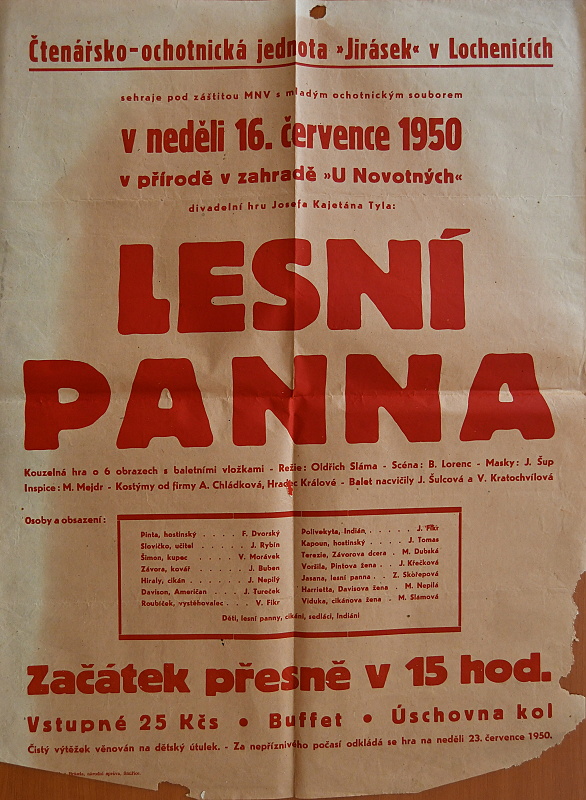 Čtenářsko-ochotnická jednota »Jirásek« v Lochenicích
sehraje pod záštitou MNV s mladým ochotnickým souborem
v neděli 16. července 1950
v přírodě v zahradě »U Novotných«
divadelní hru Josefa Kajetána Tyla:
LESNÍ
PANNA
Kouzelná hra o 6 obrazech s baletními vložkami - Režie: Oldřich Sláma - Scéna: B. Lorenc - Masky: J. Šup
Inspice: M. Mejdr - Kostýmy od firmy A. Chládková, Hradec Králové - Balet nacvičily J. Šulcová a V. Kratochvílová
Osoby a obsazení:
Pinta, hostinský . . . . . F. Dvorský
Slovíčko, učitel . . . . . . J. Rybín
Šimon, kupec . . . . . V. Morávek
Závora, kovář . . . . . J. Buben
Hiraly, cikán . . . . . . J. Nepilý
Davison, Američan . . . J. Tureček
Roubíček, vystěhovalec . . . V. Fikr
Polivekyta, Indián . . . . . J. Fikr
Kapoun, hostinský . . . . J. Tomas
Terezie, Závorova dcera . M. Dubská
Voršila, Pintova žena . . J. Křečková
Jasana, lesní panna . . Z. Skořepová
Harrietta, Davisova žena . M. Nepilá
Viduka, cikánova žena . M. Slámová
Děti, lesní panny, cikáni, sedláci, Indiáni
Začátek přesně v 15 hod.
Vstupné 25 Kčs • Buffet • Úschovna kol
Čistý výtěžek věnován na dětský útulek. - Za nepříznivého počasí odkládá se hra na neděli 23. července 1950.
národní správa